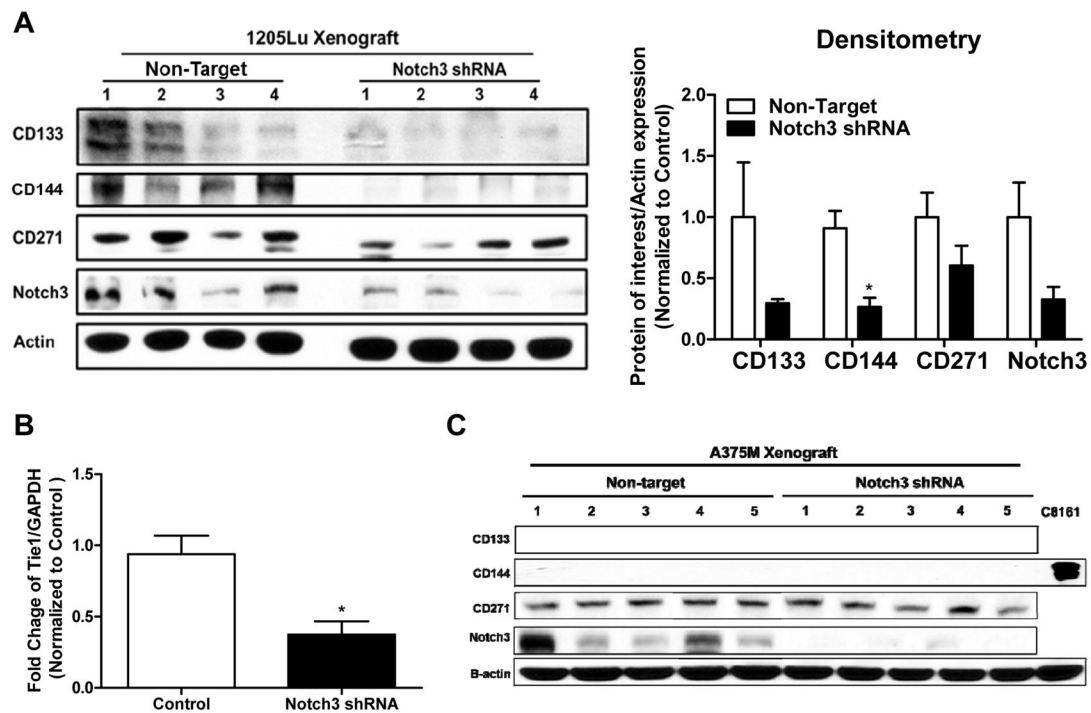 A
1205Lu Xenograft
Non-Target
Notch3 shRNA
1 2 3 4 1 2 3 4
CD133
CD144
CD271
Notch3
Actin
Densitometry
Protein of interest/Actin expression
(Normalized to Control)
2.0
1.5
1.0
0.5
0.0
Non-Target
Notch3 shRNA
*
CD133 CD144 CD271 Notch3
B
Fold Chage of Tie1/GAPDH
(Normalized to Control )
1.5
1.0
0.5
0.0
*
Control Notch3 shRNA
C
A375M Xenograft
Non-target Notch3 shRNA
1 2 3 4 5 1 2 3 4 5 C8161
CD133
CD144
CD271
Notch3
B-actin